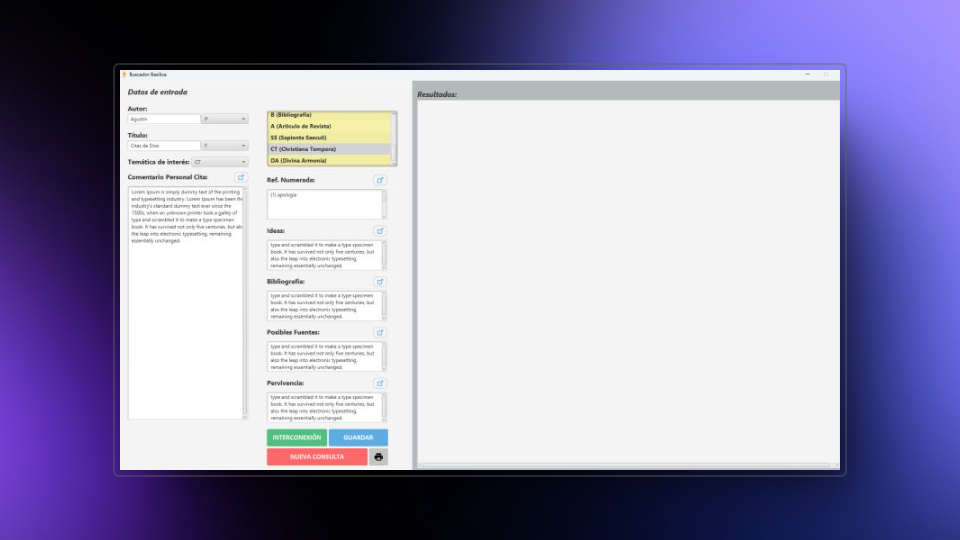 Buscador Basilica
Datos de entrada
Autor:
Agustín
P
Titulo:
Citas de Dios
F
Temática de interés:
CT
Comentario Personal Cita:
Lorem Ipsum is simply dummy text of the printing
and typesetting industry. Lorem Ipsum has been the
industry's standard dummy text ever since the
1500s, when an unknown printer took a galley of
type and scrambled it to make a type specimen
book. It has survived not only five centuries, but als
the leap into electronic typesetting, remaining
essentially unchanged.
B (Bibliografia)
A (Articulo de Revista)
SS (Sapienta Saeculi)
CT (Christiana Tampora)
DA (Divina Armonia)
Ref. Numerada:
(1) apologia
Ideas:
type and scrambled it to make a type specimen
book. It has survived not only five centuries, but
also the leap into electronic typesetting,
remaining essentially unchanged.
Bibliografia:
type and scrambled it to make a type specimen
book. It has survived not only five centuries, but
also the leap into electronic typesetting,
remaining essentially unchanged.
Posibles Fuentes:
type and scrambled it to make a type specimen
book. It has survived not only five centuries, but
also the leap into electronic typesetting,
remaining essentially unchanged.
Pervivencia:
type and scrambled it to make a type specimen
book. It has survived not only five centuries, but
also the leap into electronic typesetting,
remaining essentially unchanged.
INTERCONEXIÓN
GUARDAR
NUEVA CONSULTA
Resultados: